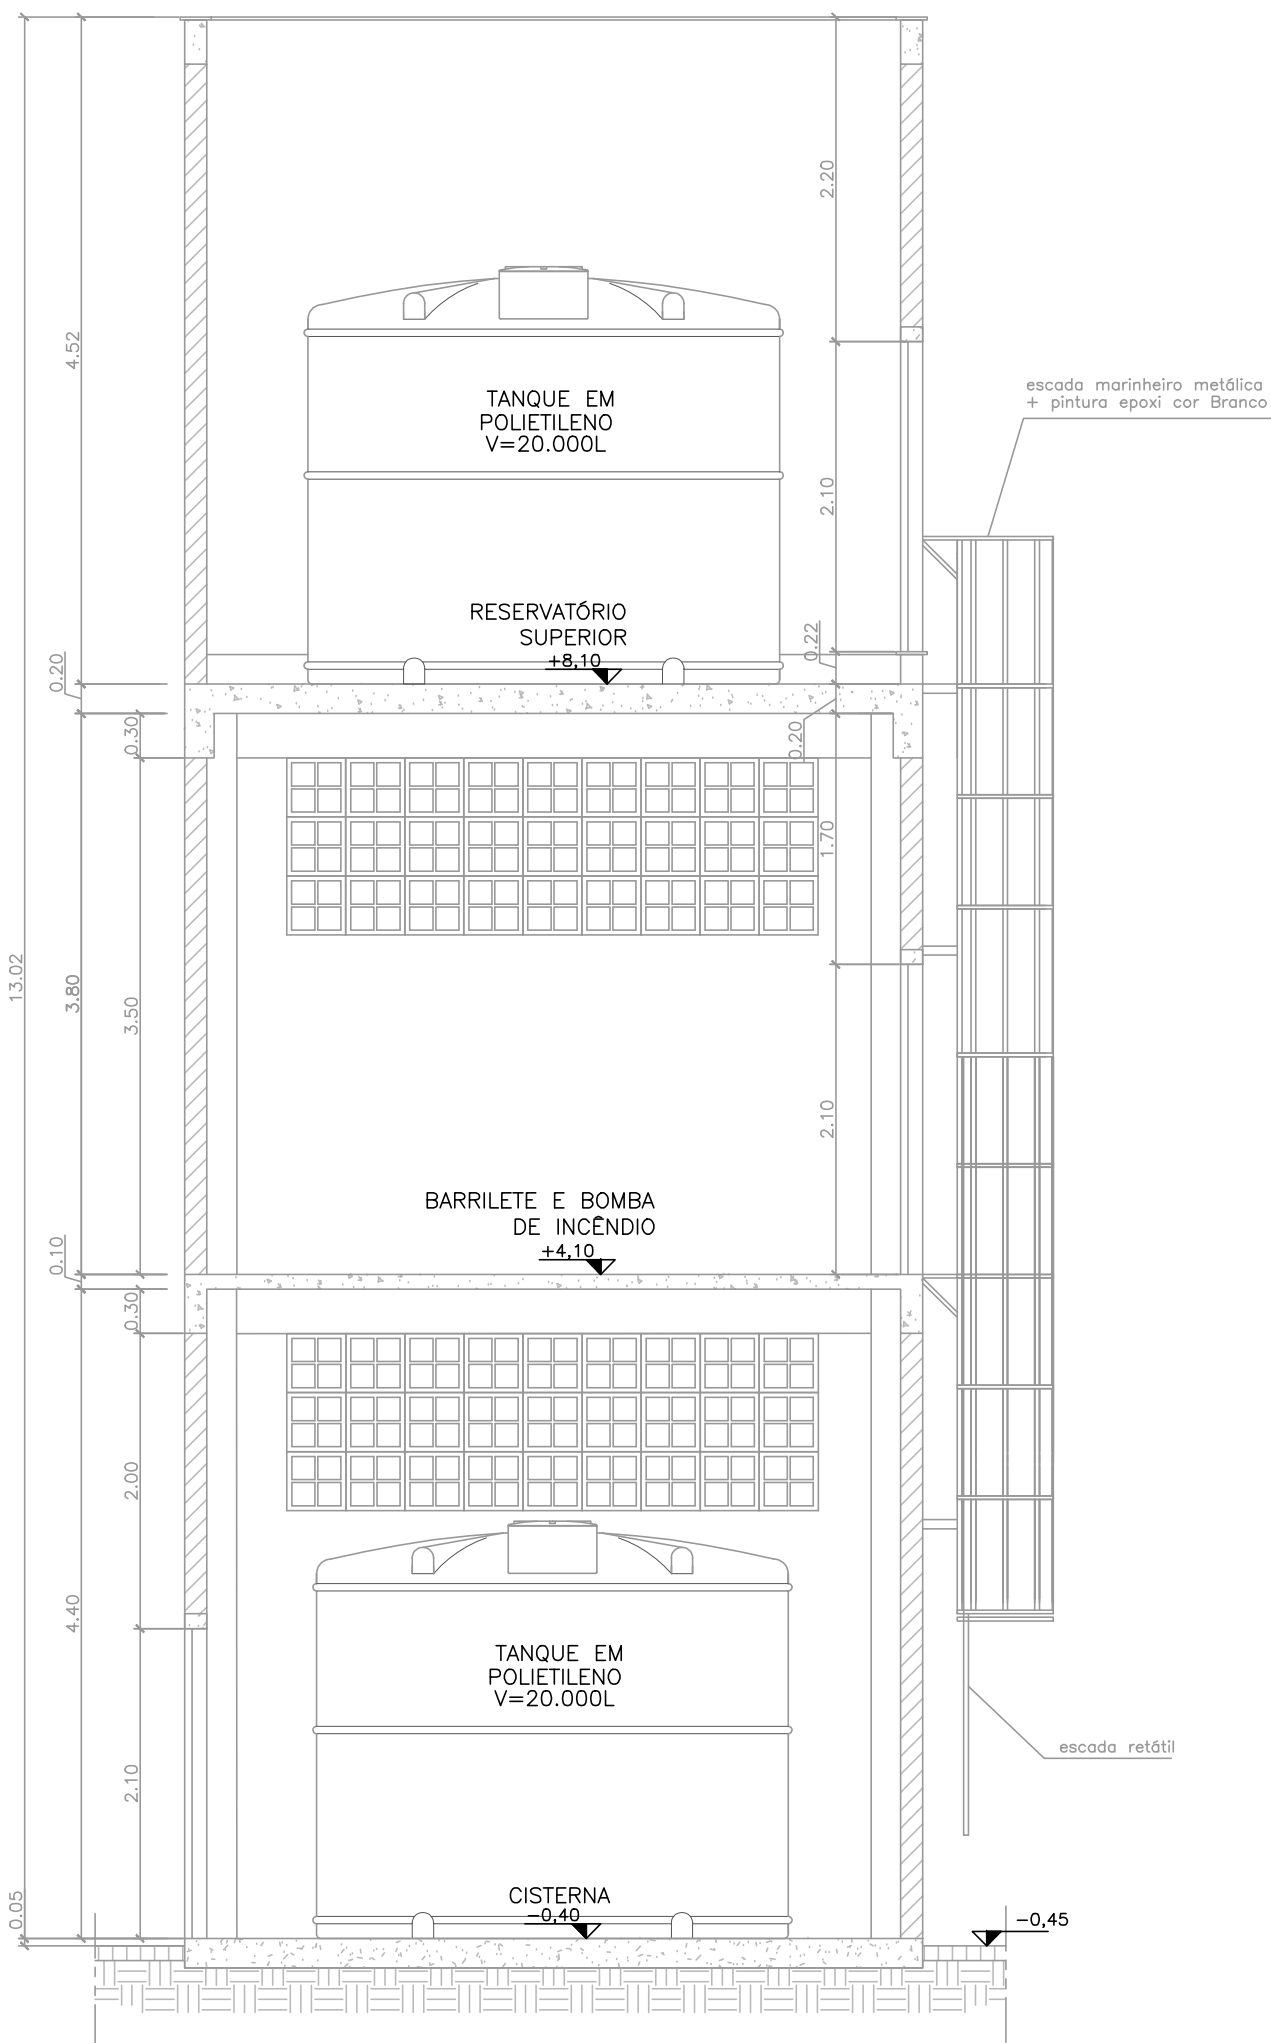 2.20
4.52
escada marinheiro metálica
+ pintura epoxi cor Branco
TANQUE EM
POLIETILENO
V=20.000L
2.10
RESERVATÓRIO
SUPERIOR
+8,10
0.22
0.20
0.30
0.20
1.70
13.02
3.80
3.50
2.10
BARRILETE E BOMBA
DE INCÊNDIO
+4,10
0.10
0.30
2.00
4.40
TANQUE EM
POLIETILENO
V=20.000L
escada retátil
2.10
CISTERNA
-0,40
0.05
-0,45